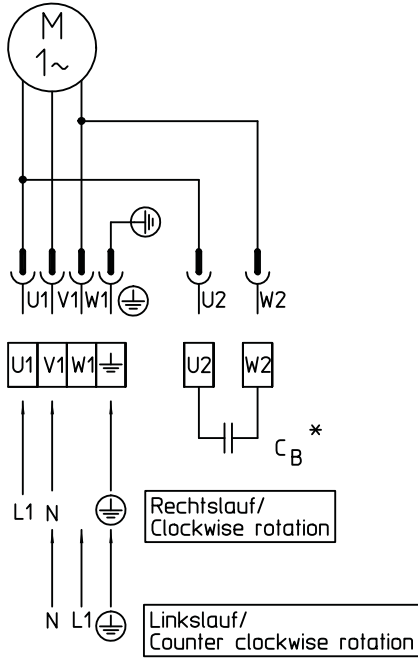 M
1~
U1 V1 W1 U2 W2
U1 V1 W1 U2 W2
C B *
L1 N
Rechtslauf/
Clockwise rotation
N L1
Linkslauf/
Counter clockwise rotation